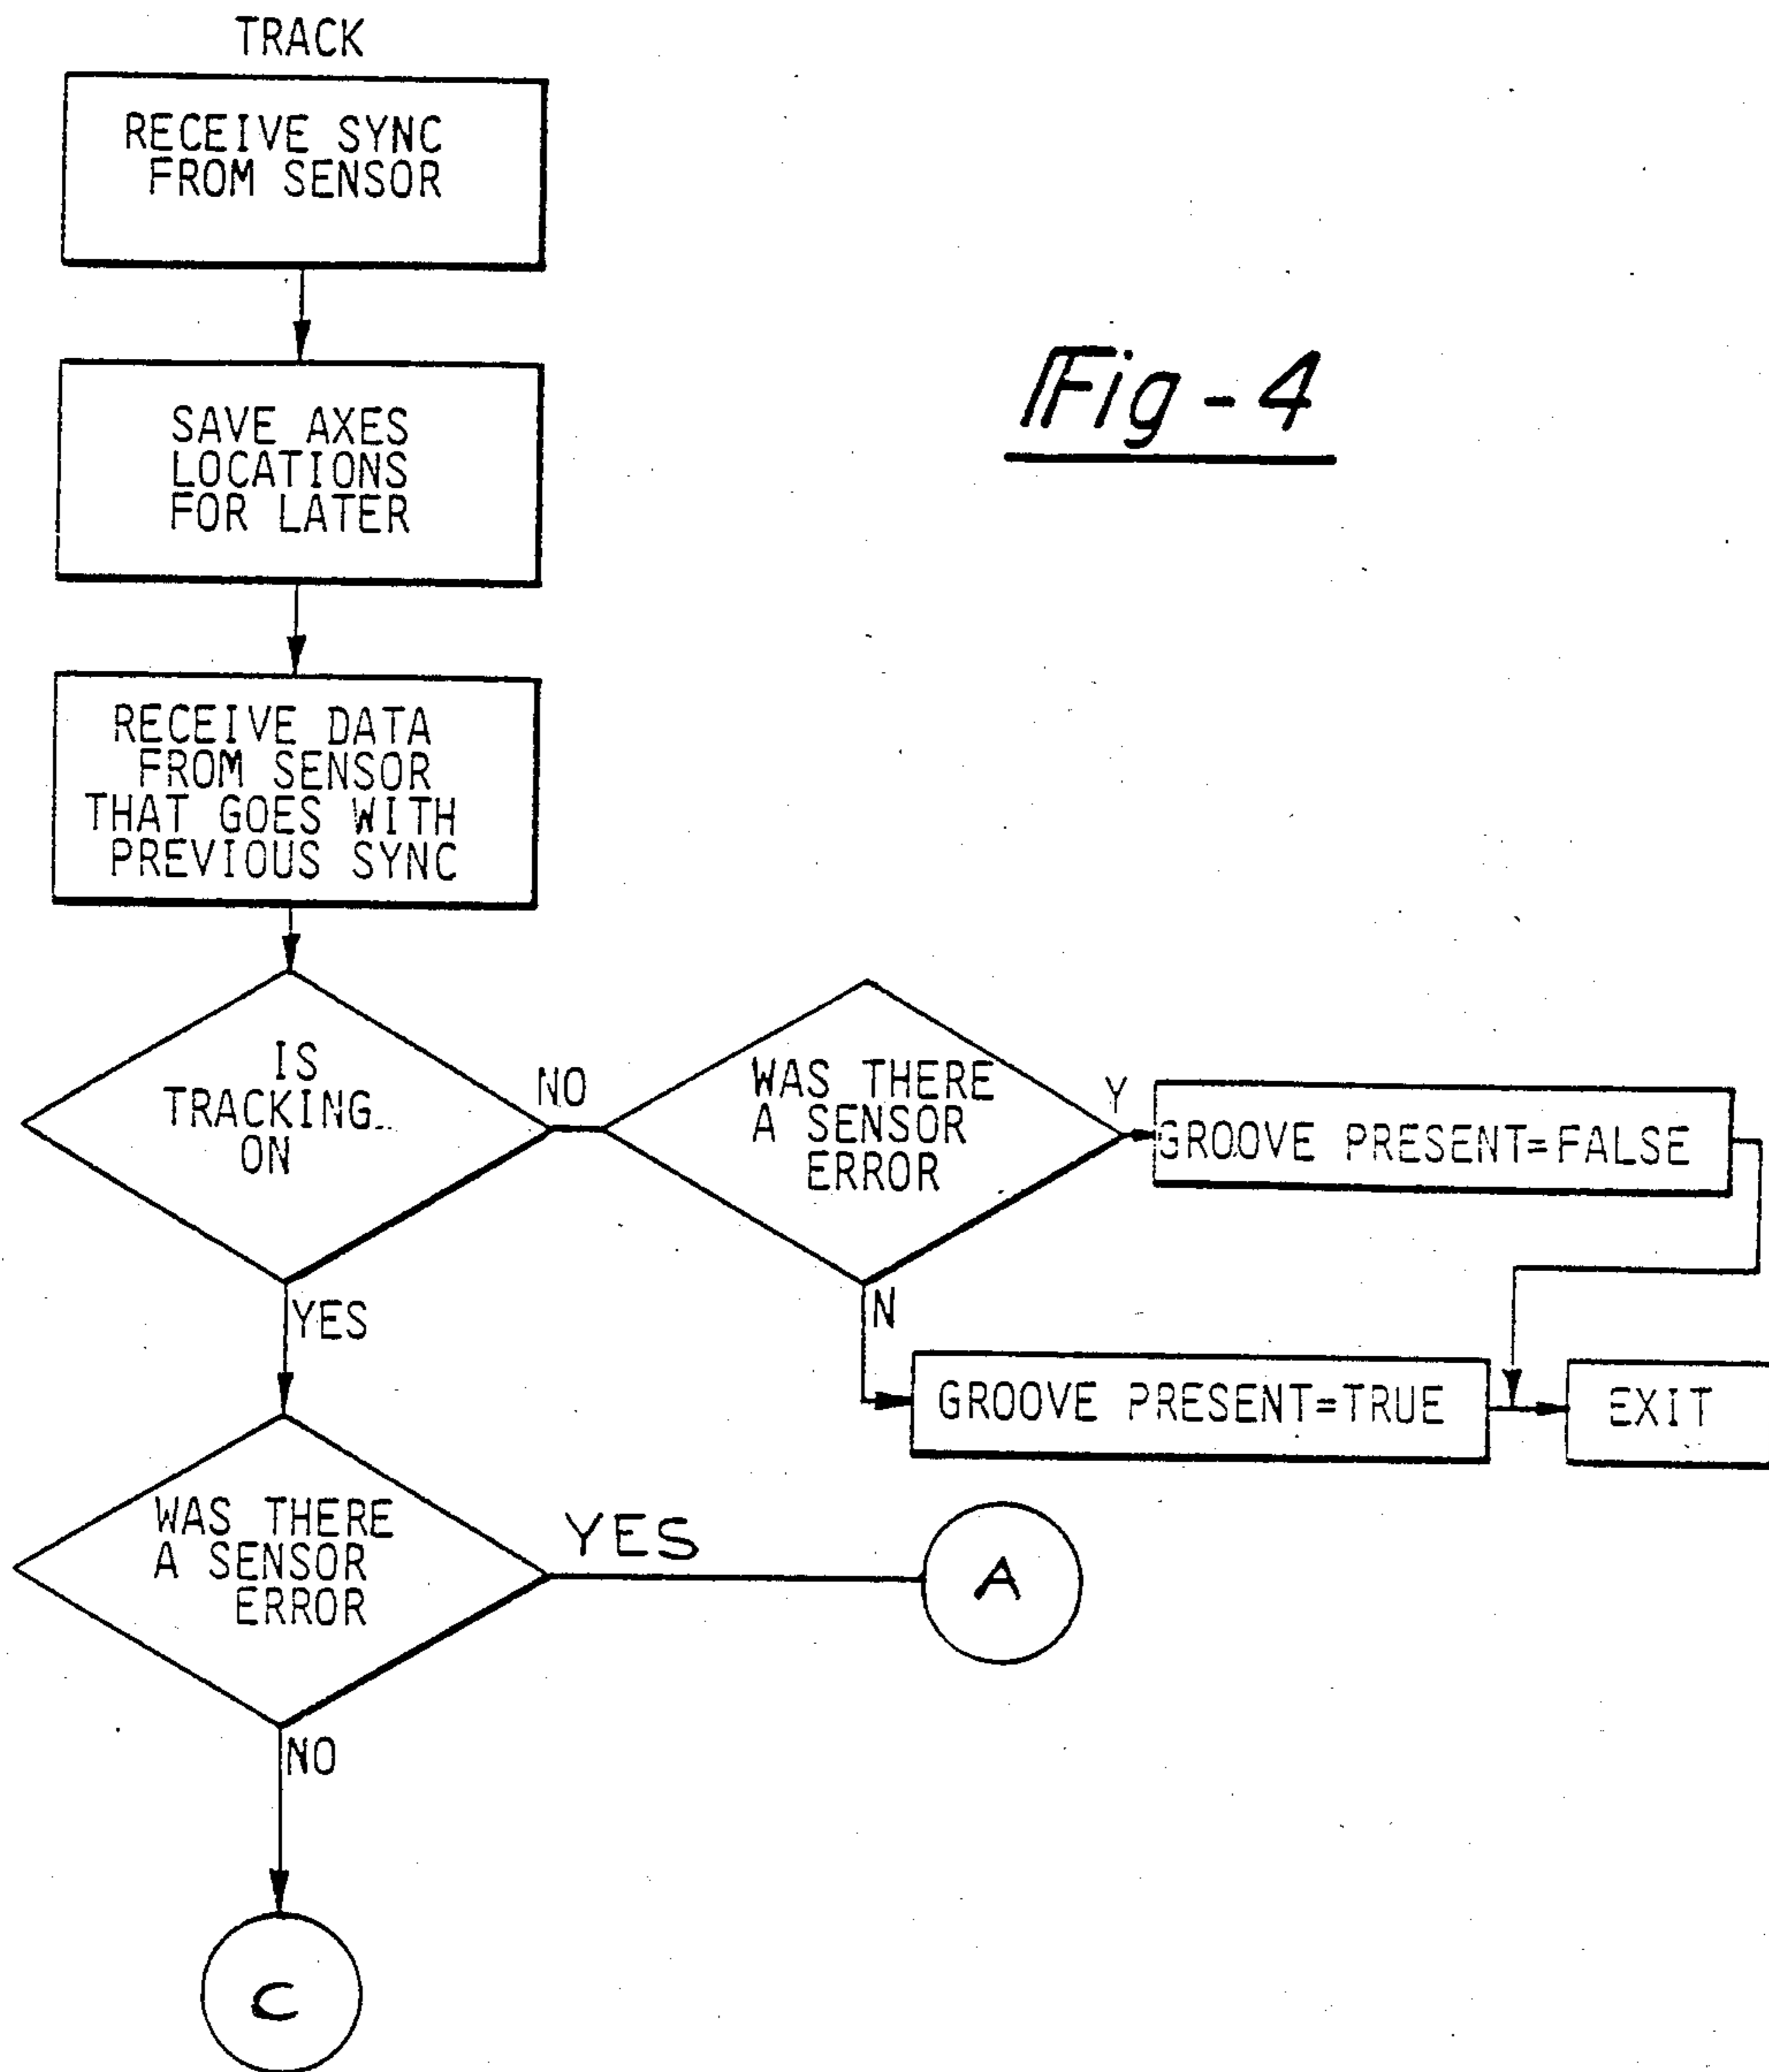 TRACK
RECEIVE SYNC
FROM SENSOR
Fig-4
SAVE AXES
LOCATIONS
FOR LATER
RECEIVE DATA
FROM SENSOR
THAT GOES WITH
PREVIOUS SYNC
IS
TRACKING
ON
NO
WAS THERE
A SENSOR
ERROR
Y
GROOVE PRESENT=FALSE
YES
N
GROOVE PRESENT=TRUE
EXIT
WAS THERE
A SENSOR
ERROR
YES
A
NO
C